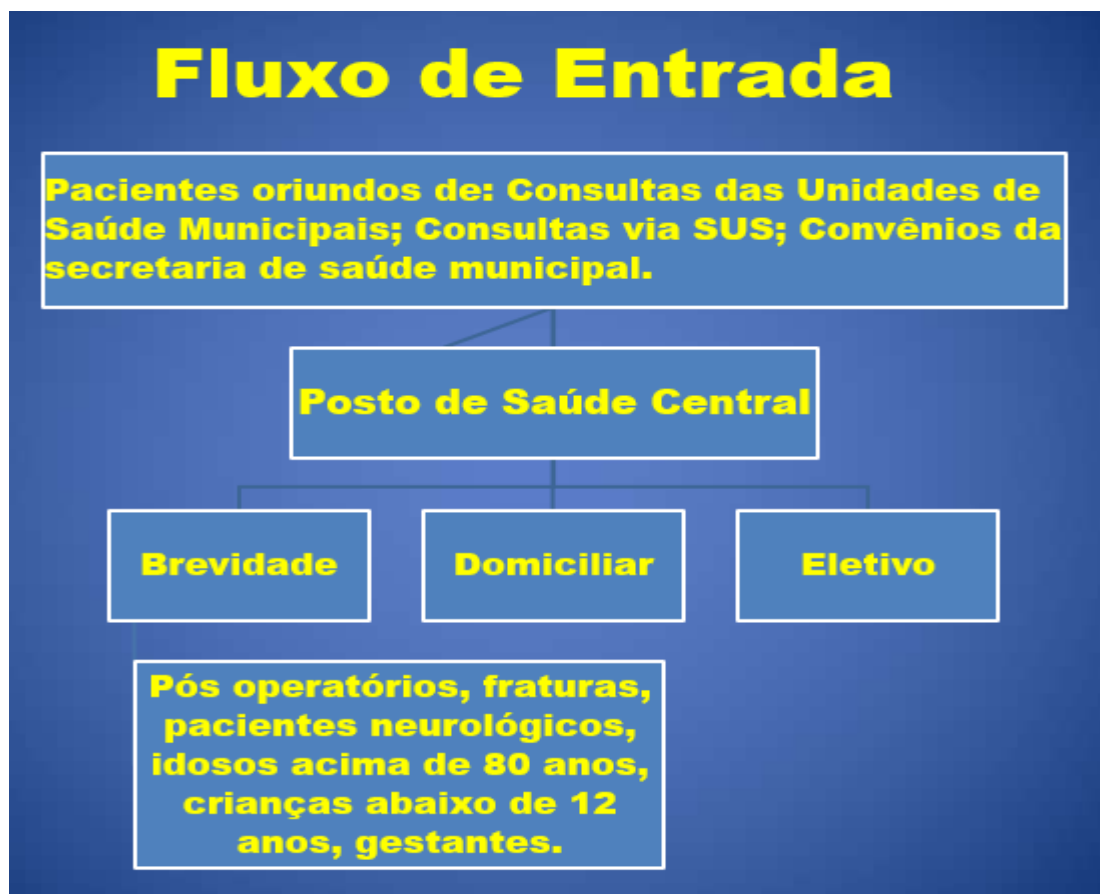 Fluxo de Entrada
Pacientes oriundos de: Consultas das Unidades de
Saúde Municipais; Consultas via SUS; Convênios da
secretaria de saúde municipal.
Posto de Saúde Central
Brevidade
Domiciliar
Eletivo
Pós operatórios, fraturas,
pacientes neurológicos,
idosos acima de 80 anos,
crianças abaixo de 12
anos, gestantes.